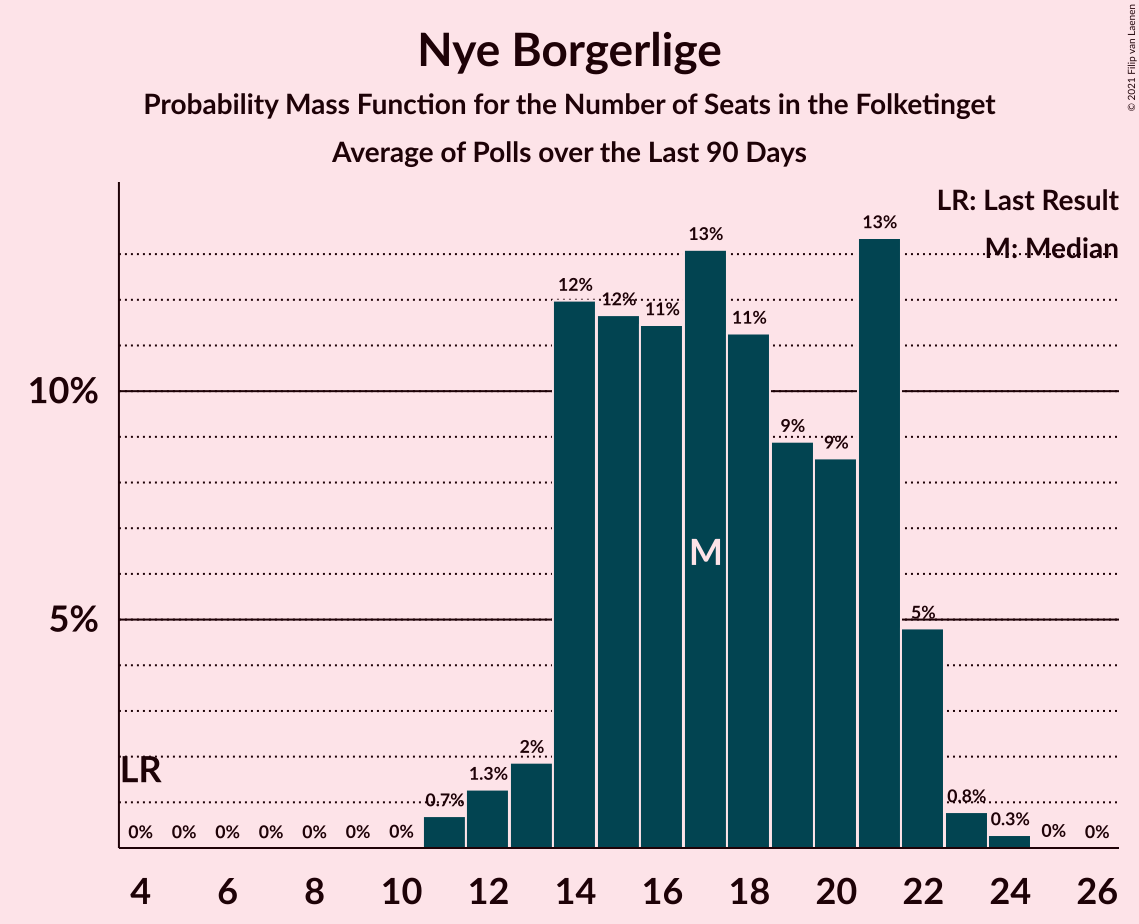 Nye Borgerlige
Probability Mass Function for the Number of Seats in the Folketinget
Average of Polls over the Last 90 Days
© 2021 Filip van Laenen
LR: Last Result
M: Median
13%
13%
12%
12%
11%
11%
10%
9%
9%
M
5%
5%
LR
2%
1.3%
0.7%
0.8%
0.3%
0% 0% 0% 0% 0% 0% 0% 0% 0%
4 6 8 10 12 14 16 18 20 22 24 26